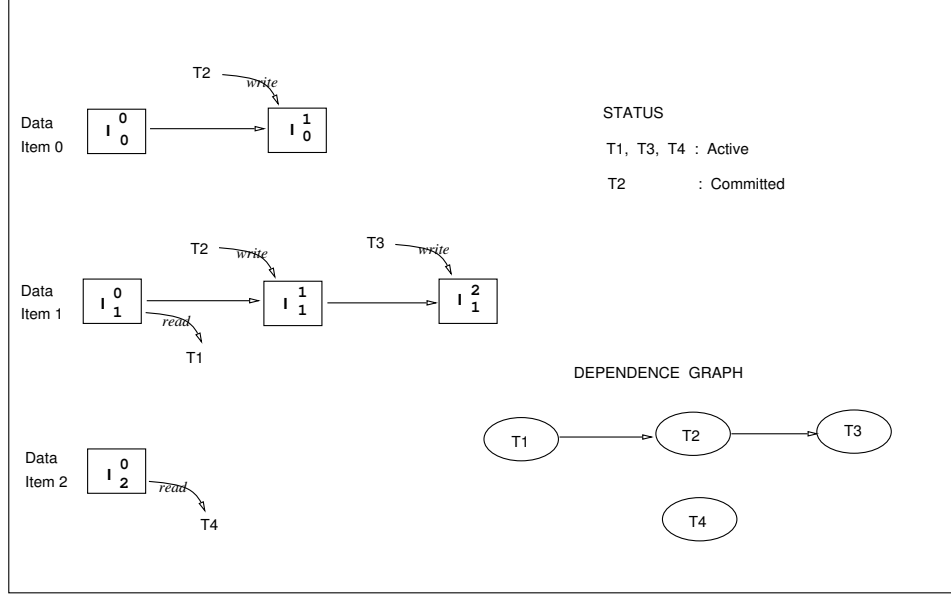 T2
write
Data
Item 0
I 0 0
I 1 0
STATUS
T1, T3, T4 : Active
T2 : Committed
T2
write
T3
write
Data
Item 1
I 0 1
I 1 1
I 2 1
read
T1
DEPENDENCE GRAPH
T1
T2
T3
Data
Item 2
I 0 2
read
T4
T4